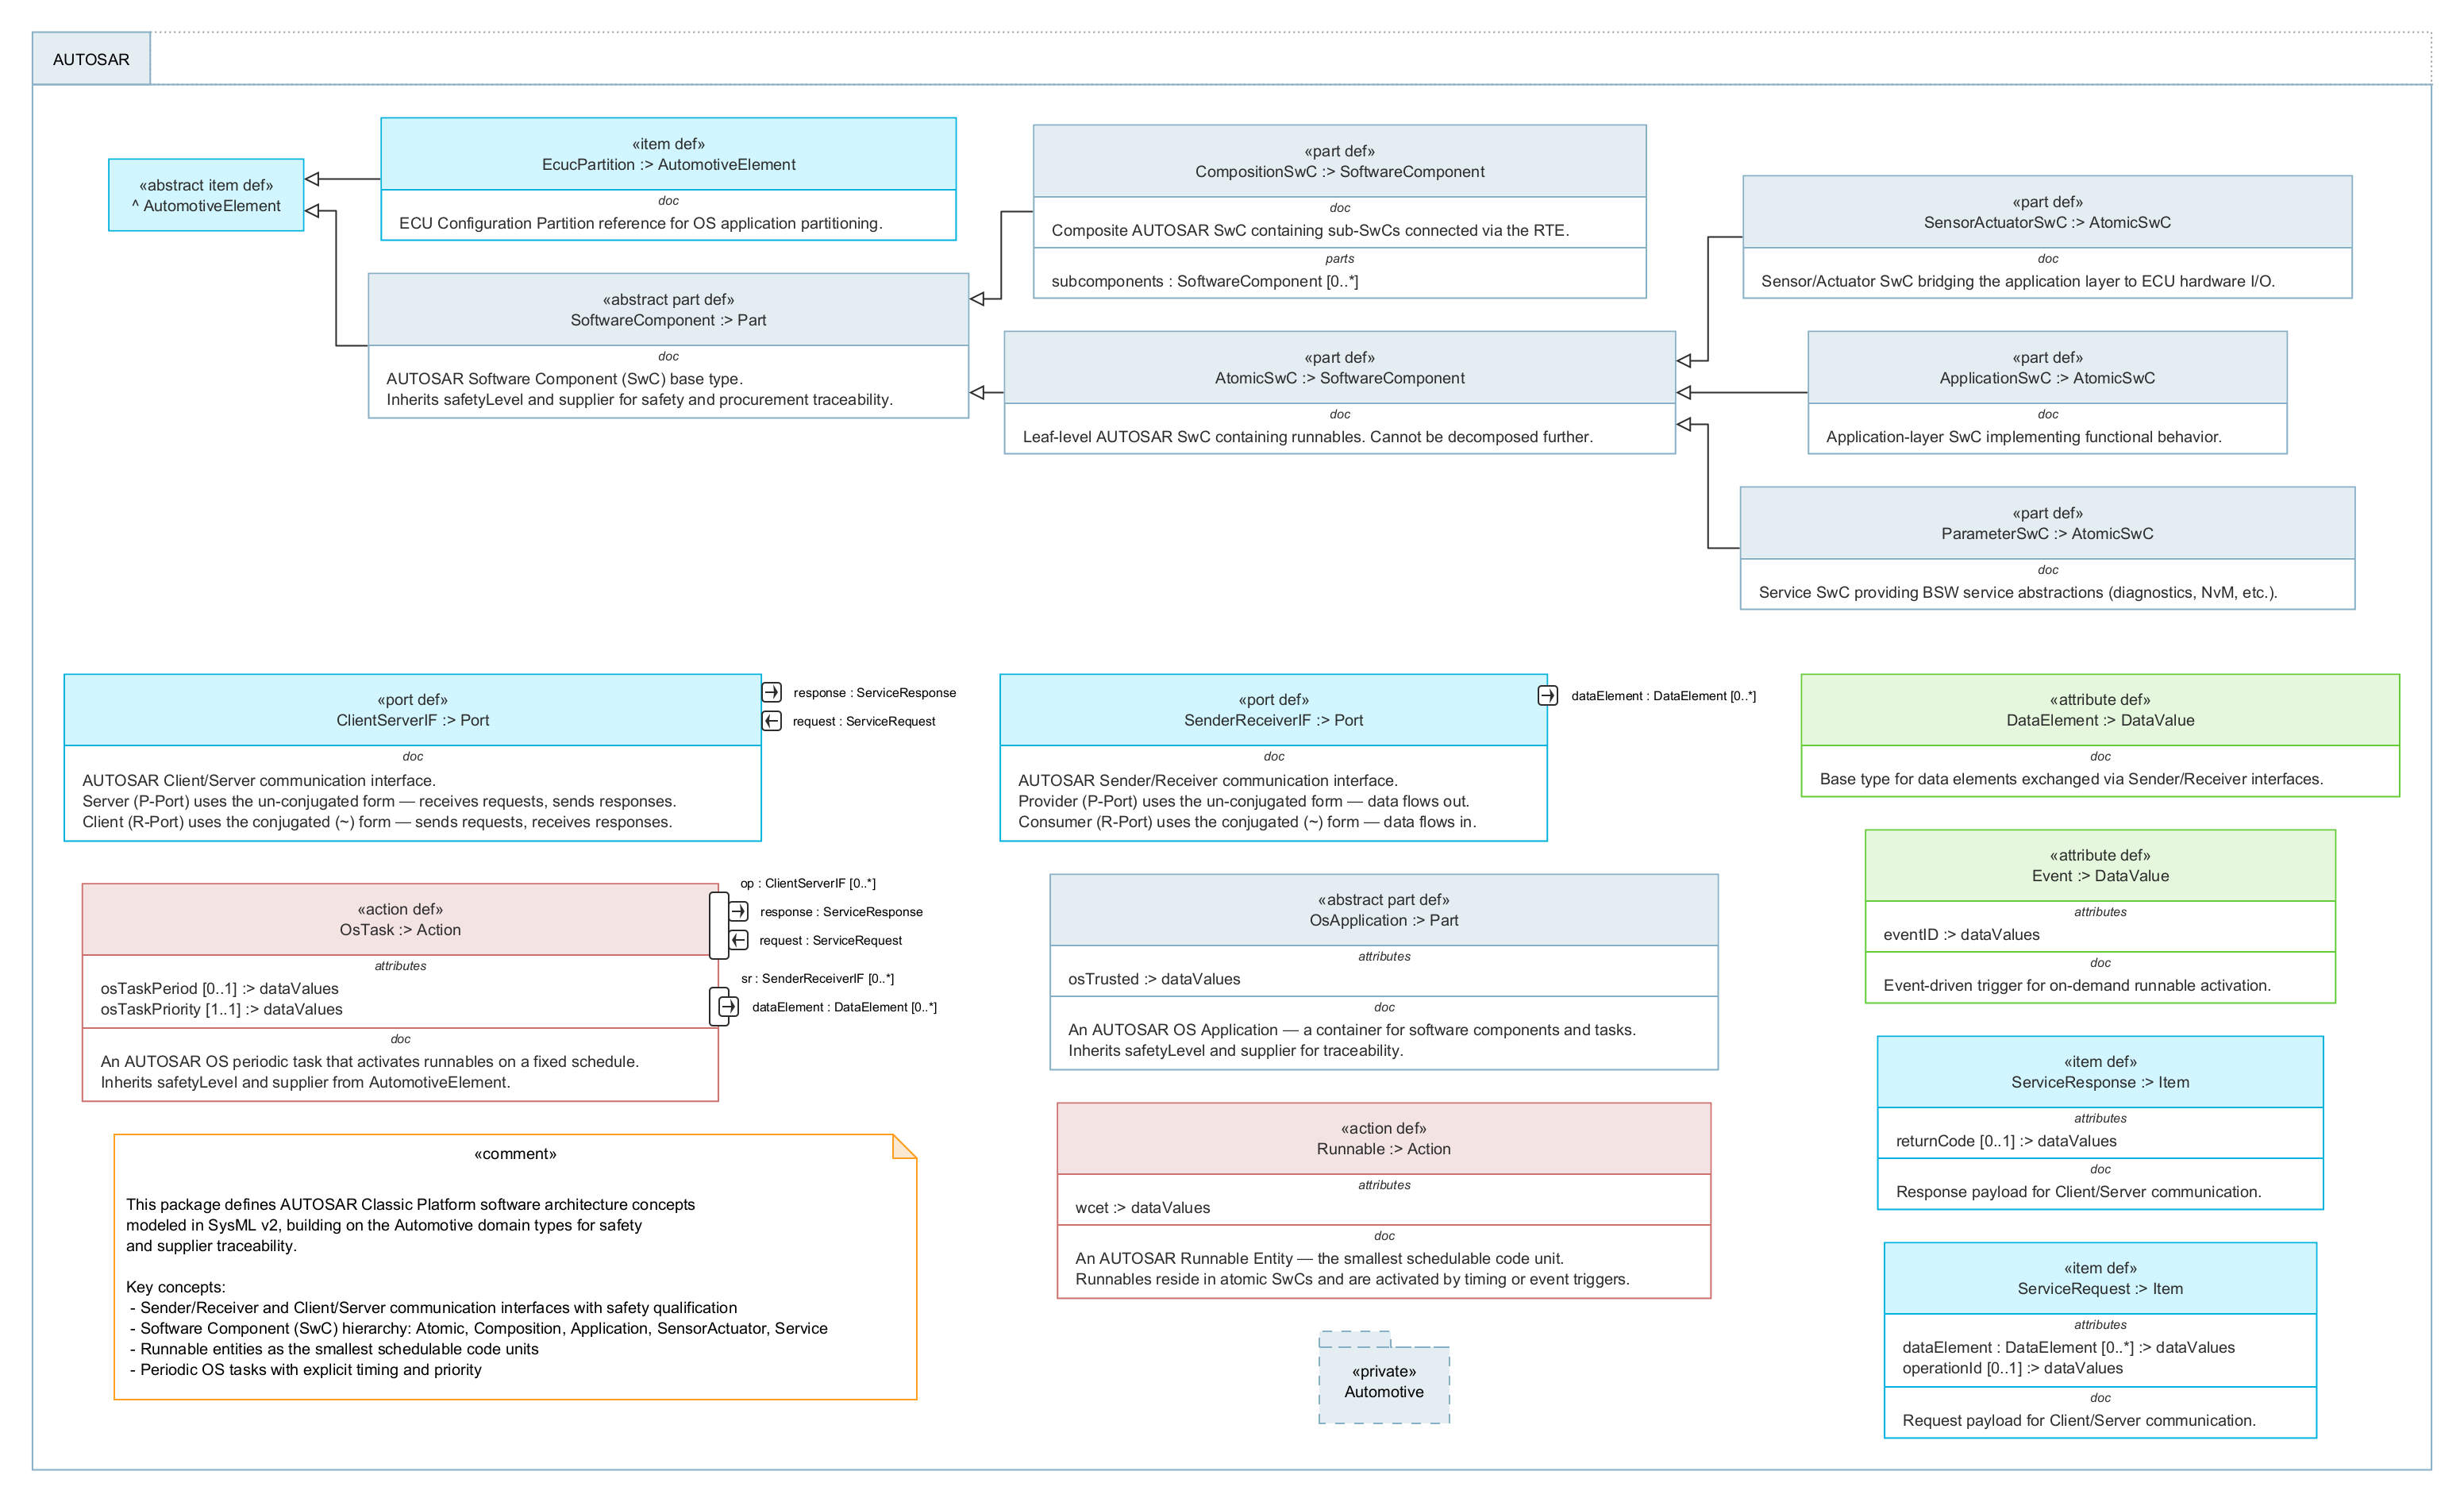 AUTOSAR
«abstract item def»
^ AutomotiveElement
«item def»
EcucPartition :> AutomotiveElement
doc
ECU Configuration Partition reference for OS application partitioning.
«abstract part def»
SoftwareComponent :> Part
doc
AUTOSAR Software Component (SwC) base type.
Inherits safetyLevel and supplier for safety and procurement traceability.
«part def»
CompositionSwC :> SoftwareComponent
doc
Composite AUTOSAR SwC containing sub-SwCs connected via the RTE.
parts
subcomponents : SoftwareComponent [0..*]
«part def»
AtomicSwC :> SoftwareComponent
doc
Leaf-level AUTOSAR SwC containing runnables. Cannot be decomposed further.
«part def»
SensorActuatorSwC :> AtomicSwC
doc
Sensor/Actuator SwC bridging the application layer to ECU hardware I/O.
«part def»
ApplicationSwC :> AtomicSwC
doc
Application-layer SwC implementing functional behavior.
«part def»
ParameterSwC :> AtomicSwC
doc
Service SwC providing BSW service abstractions (diagnostics, NvM, etc.).
«port def»
ClientServerIF :> Port
doc
AUTOSAR Client/Server communication interface.
Server (P-Port) uses the un-conjugated form — receives requests, sends responses.
Client (R-Port) uses the conjugated (~) form — sends requests, receives responses.
response : ServiceResponse
request : ServiceRequest
«port def»
SenderReceiverIF :> Port
doc
AUTOSAR Sender/Receiver communication interface.
Provider (P-Port) uses the un-conjugated form — data flows out.
Consumer (R-Port) uses the conjugated (~) form — data flows in.
dataElement : DataElement [0..*]
«attribute def»
DataElement :> DataValue
doc
Base type for data elements exchanged via Sender/Receiver interfaces.
«attribute def»
Event :> DataValue
attributes
eventID :> dataValues
doc
Event-driven trigger for on-demand runnable activation.
«action def»
OsTask :> Action
attributes
osTaskPeriod [0..1] :> dataValues
osTaskPriority [1..1] :> dataValues
doc
An AUTOSAR OS periodic task that activates runnables on a fixed schedule.
Inherits safetyLevel and supplier from AutomotiveElement.
op : ClientServerIF [0..*]
response : ServiceResponse
request : ServiceRequest
sr : SenderReceiverIF [0..*]
dataElement : DataElement [0..*]
«abstract part def»
OsApplication :> Part
attributes
osTrusted :> dataValues
doc
An AUTOSAR OS Application — a container for software components and tasks.
Inherits safetyLevel and supplier for traceability.
«item def»
ServiceResponse :> Item
attributes
returnCode [0..1] :> dataValues
doc
Response payload for Client/Server communication.
«comment»
This package defines AUTOSAR Classic Platform software architecture concepts
modeled in SysML v2, building on the Automotive domain types for safety
and supplier traceability.
Key concepts:
- Sender/Receiver and Client/Server communication interfaces with safety qualification
- Software Component (SwC) hierarchy: Atomic, Composition, Application, SensorActuator, Service
- Runnable entities as the smallest schedulable code units
- Periodic OS tasks with explicit timing and priority
«action def»
Runnable :> Action
attributes
wcet :> dataValues
doc
An AUTOSAR Runnable Entity — the smallest schedulable code unit.
Runnables reside in atomic SwCs and are activated by timing or event triggers.
«private»
Automotive
«item def»
ServiceRequest :> Item
attributes
dataElement : DataElement [0..*] :> dataValues
operationId [0..1] :> dataValues
doc
Request payload for Client/Server communication.